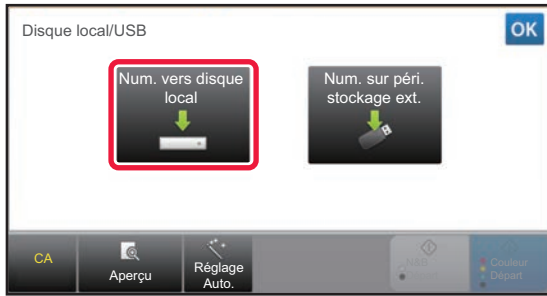 Disque local/USB
OK
Num. vers disque
local
Num. sur péri.
stockage ext.
CA
Aperçu
Réglage
Auto.
N&B
Départ
Couleur
Départ